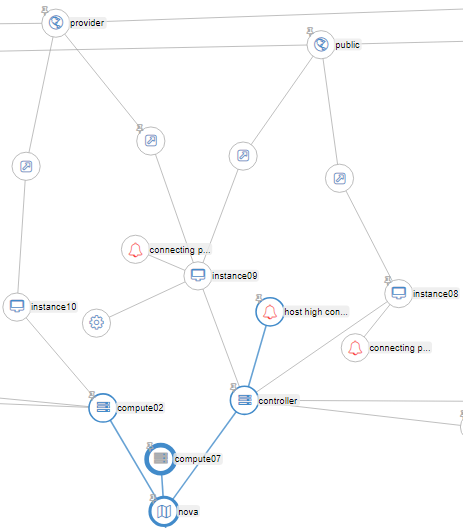 provider
public
connecting p...
instance09
instance10
instance08
host high con...
connecting p...
compute02
controller
compute07
nova